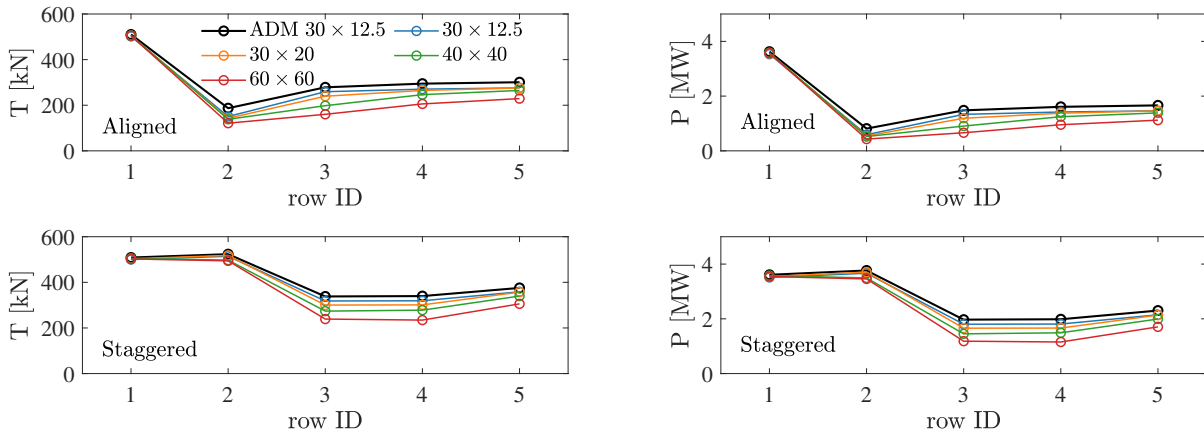 600
400
200
0
T [kN]
ADM 30 × 12.5
30 × 12.5
30 × 20
40 × 40
60 × 60
Aligned
1 2 3 4 5
row ID
4
2
0
P [MW]
Aligned
1 2 3 4 5
row ID
600
400
200
0
T [kN]
Staggered
1 2 3 4 5
row ID
4
2
0
P [MW]
Staggered
1 2 3 4 5
row ID